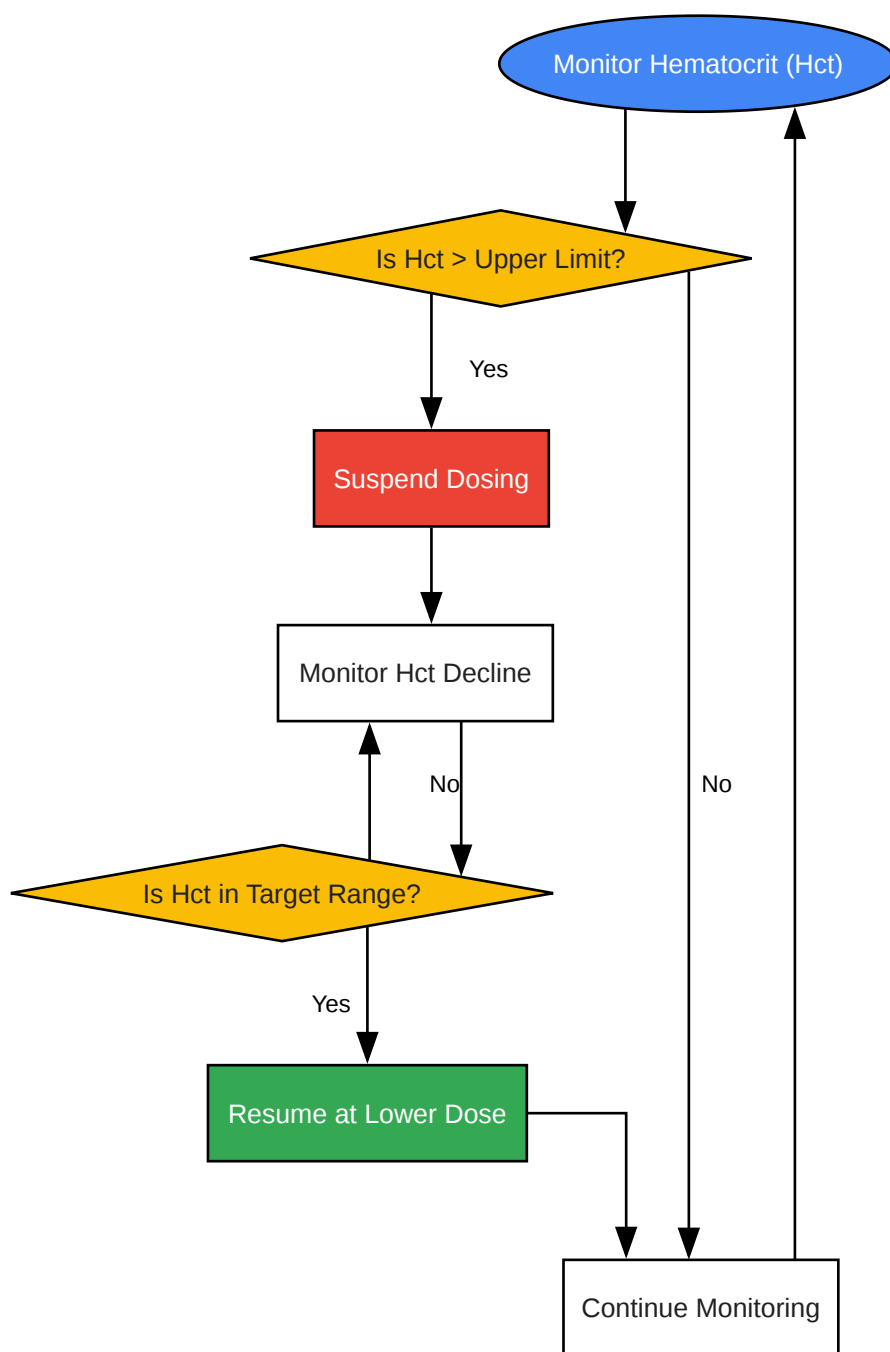 Monitor Hematocrit (Hct)
Is Hct > Upper Limit?
Yes
Suspend Dosing
Monitor Hct Decline
No
No
Is Hct in Target Range?
Yes
Resume at Lower Dose
Continue Monitoring